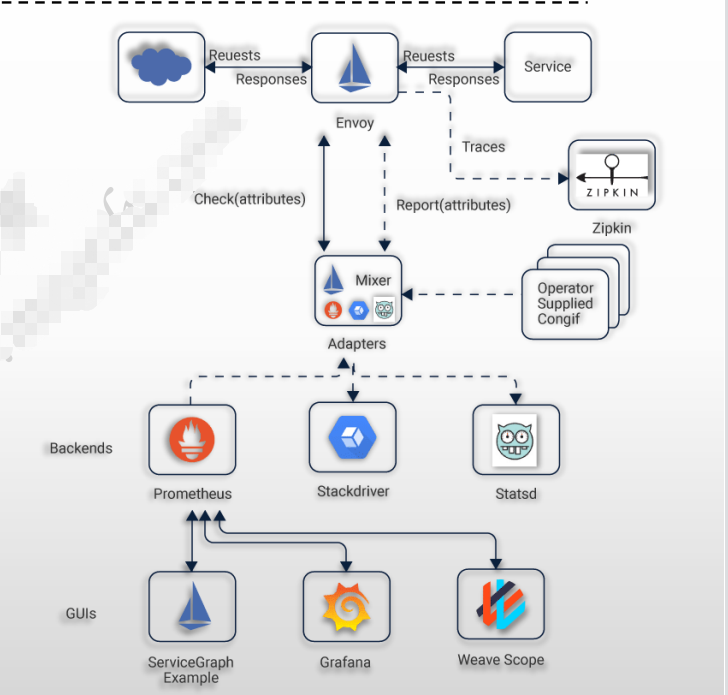 Reuests
Responses
Reuests
Responses
Service
Envoy
Traces
ZIPKIN
Zipkin
Check(attributes)
Report(attributes)
Mixer
Operator
Supplied
Congif
Adapters
Backends
Prometheus
Stackdriver
Statsd
GUIs
ServiceGraph
Example
Grafana
Weave Scope